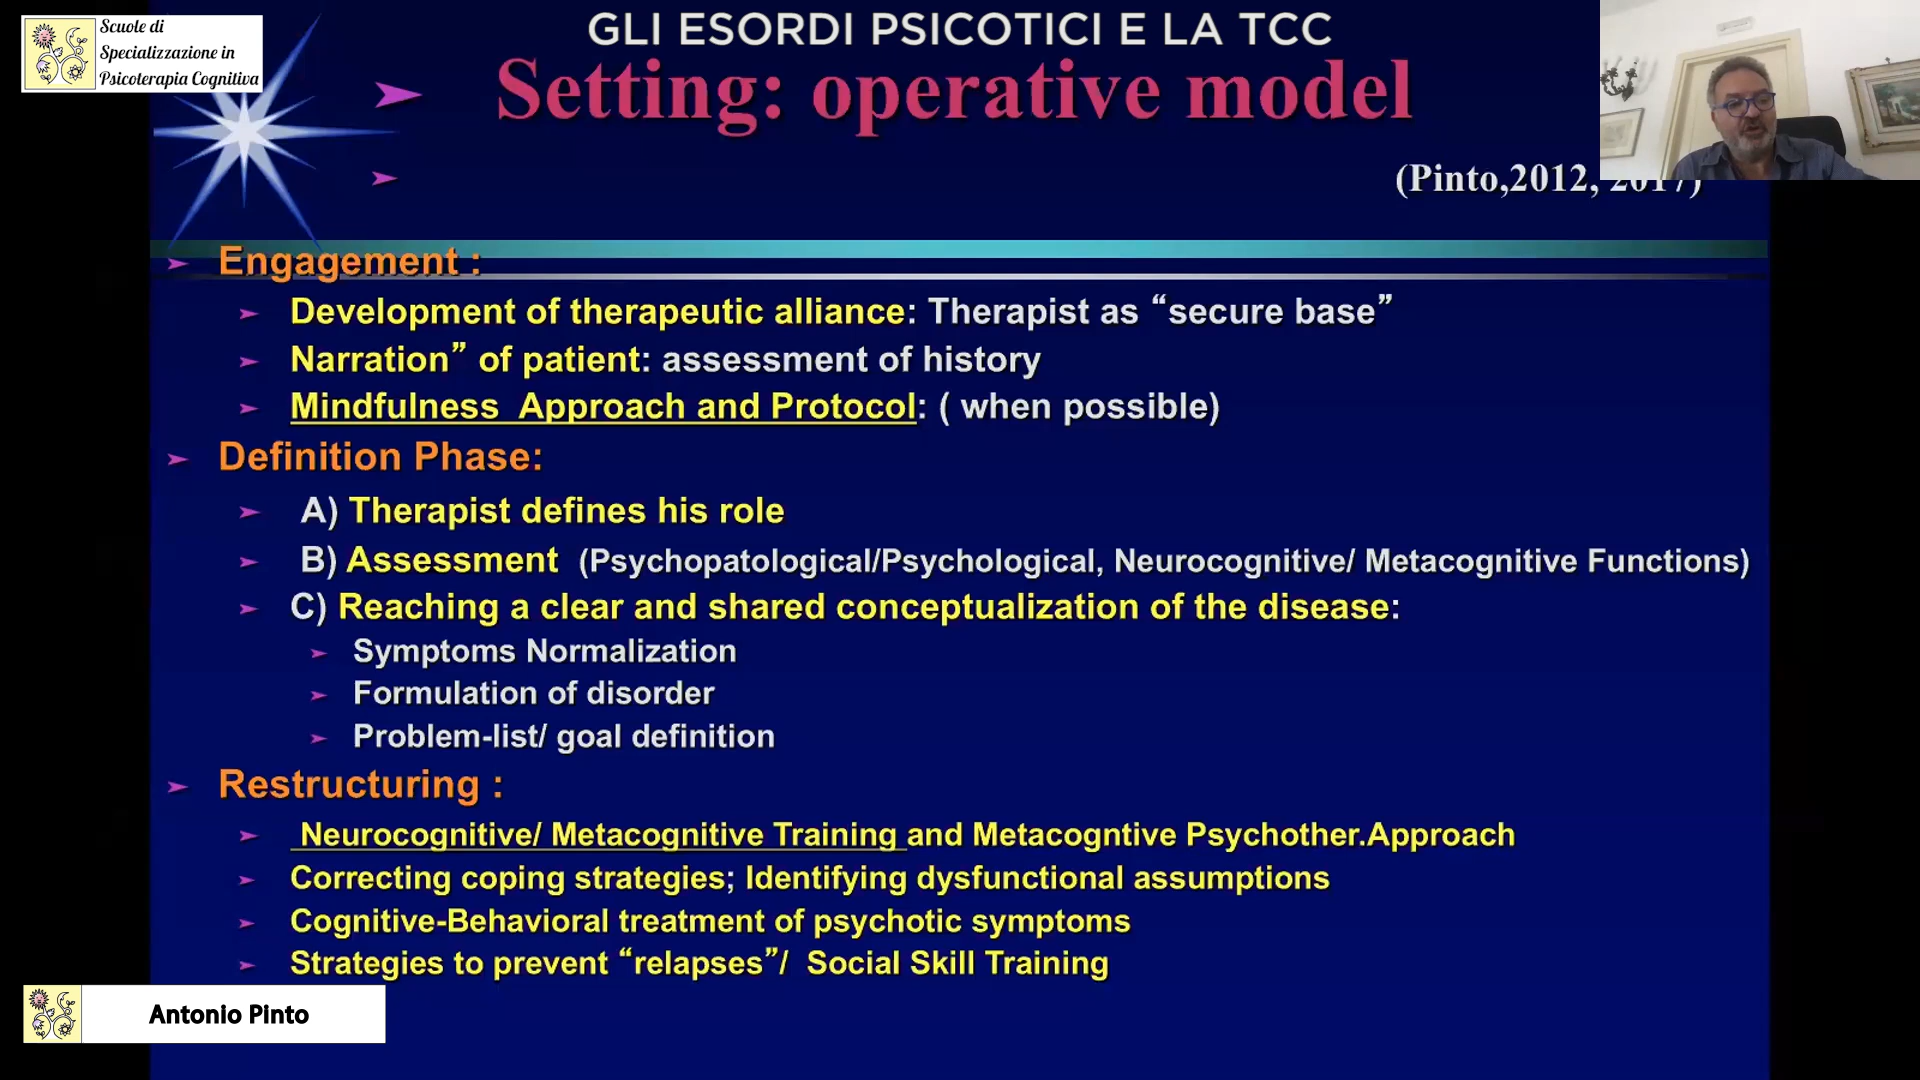 Scuole di
Specializzazione in
Psicoterapia Cognitiva
GLI ESORDI PSICOTICI E LA TCC
Setting: operative model
(Pinto,2012, 2017)
Engagement :
Development of therapeutic alliance: Therapist as “secure base”
Narration” of patient: assessment of history
Mindfulness Approach and Protocol: ( when possible)
Definition Phase:
A) Therapist defines his role
B) Assessment (Psychopatological/Psychological, Neurocognitive/ Metacognitive Functions)
C) Reaching a clear and shared conceptualization of the disease:
Symptoms Normalization
Formulation of disorder
Problem-list/ goal definition
Restructuring :
Neurocognitive/ Metacognitive Training and Metacogntive Psychother.Approach
Correcting coping strategies; Identifying dysfunctional assumptions
Cognitive-Behavioral treatment of psychotic symptoms
Strategies to prevent “relapses”/ Social Skill Training
Antonio Pinto